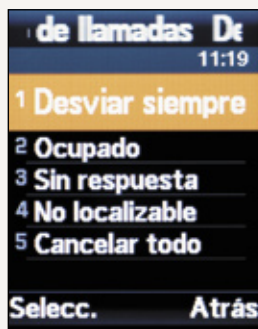 de llamadas De
11:19
1 Desviar siempre
2 Ocupado
3 Sin respuesta
4 No localizable
5 Cancelar todo
Selecc. Atrás